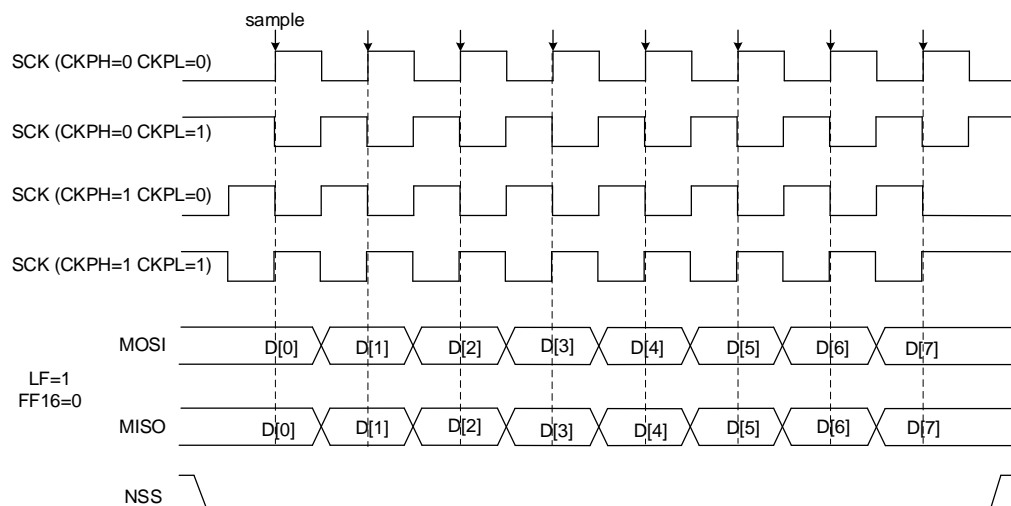 sample
SCK (CKPH=0 CKPL=0)
SCK (CKPH=0 CKPL=1)
SCK (CKPH=1 CKPL=0)
SCK (CKPH=1 CKPL=1)
MOSI D[0] D[1] D[2] D[3] D[4] D[5] D[6] D[7]
LF=1
FF16=0
MISO D[0] D[1] D[2] D[3] D[4] D[5] D[6] D[7]
NSS